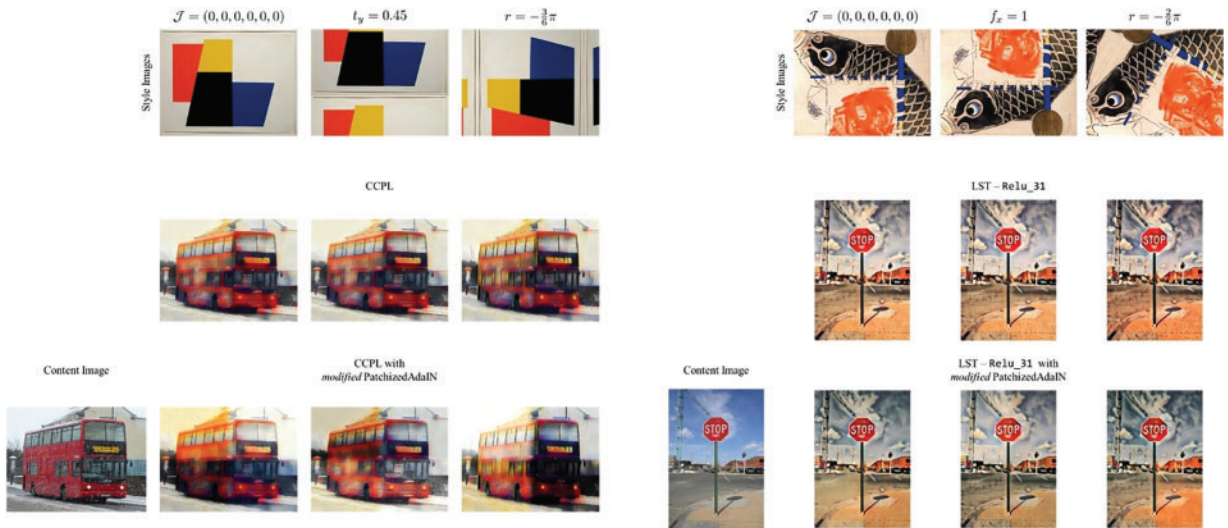 𝒥 = (0, 0, 0, 0, 0, 0)
t_y = 0.45
r = −3/6 π
Style Images
CCPL
CCPL with
modified PatchizedAdaIN
Content Image
𝒥 = (0, 0, 0, 0, 0, 0)
f_x = 1
r = −2/6 π
Style Images
LST – Relu_31
STOP
STOP
STOP
LST – Relu_31 with
modified PatchizedAdaIN
Content Image
STOP
STOP
STOP
STOP